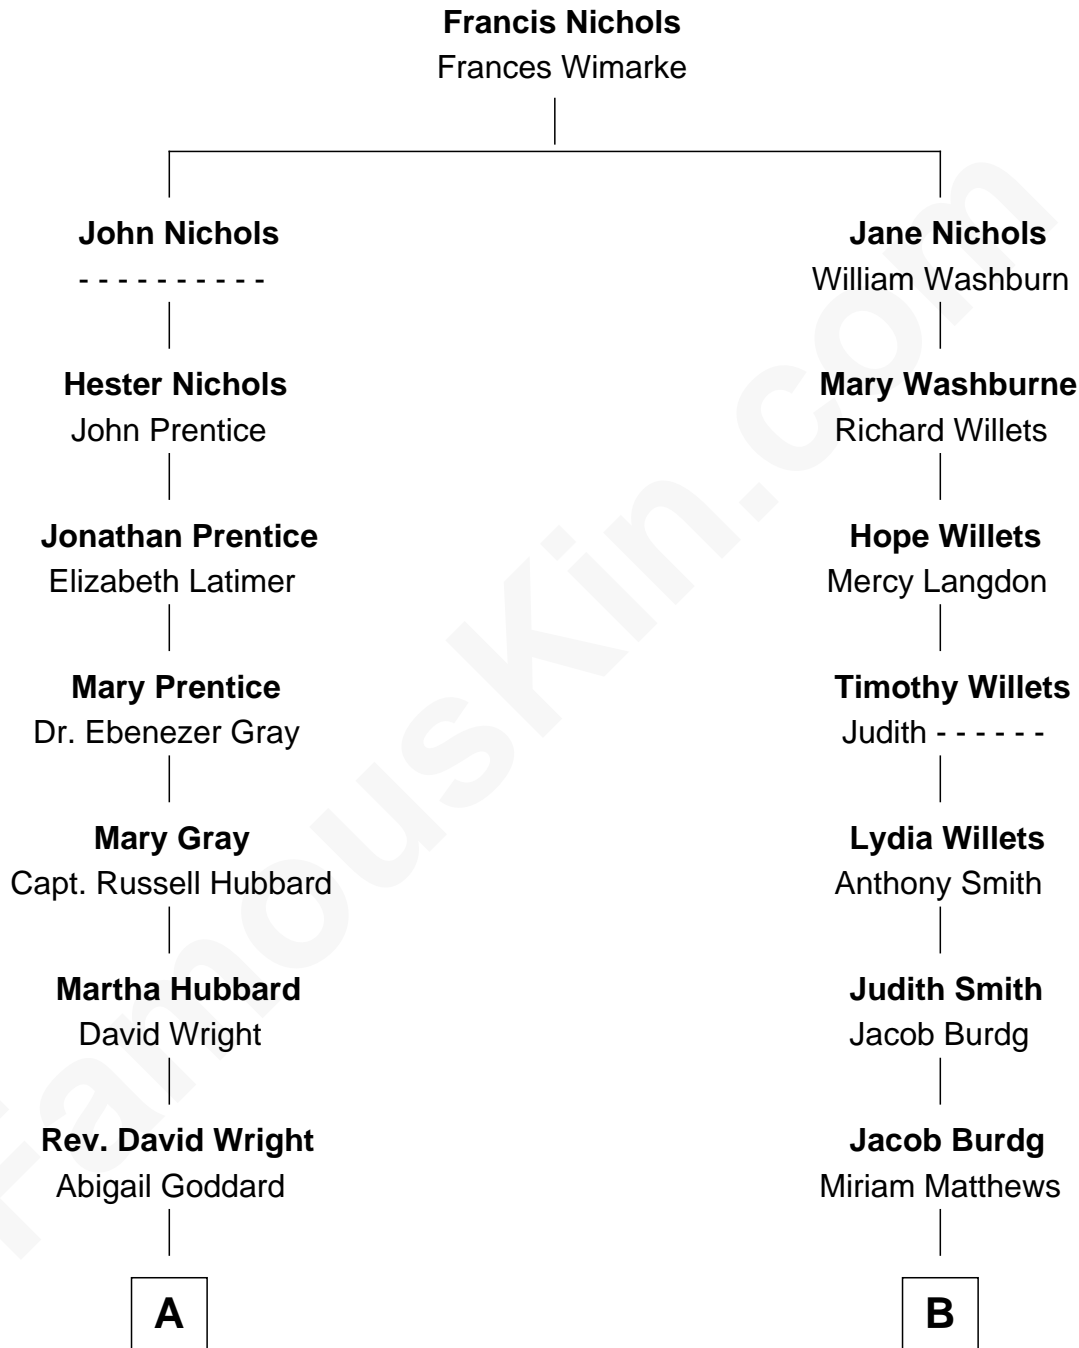 Francis Nichols
Frances Wimarke
John Nichols
- - - - - - - - - -
Jane Nichols
William Washburn
Hester Nichols
John Prentice
Mary Washburne
Richard Willets
Jonathan Prentice
Elizabeth Latimer
Hope Willets
Mercy Langdon
Mary Prentice
Dr. Ebenezer Gray
Timothy Willets
Judith - - - - - -
Mary Gray
Capt. Russell Hubbard
Lydia Willets
Anthony Smith
Martha Hubbard
David Wright
Judith Smith
Jacob Burdg
Rev. David Wright
Abigail Goddard
Jacob Burdg
Miriam Matthews
A
B
FamousKin.com